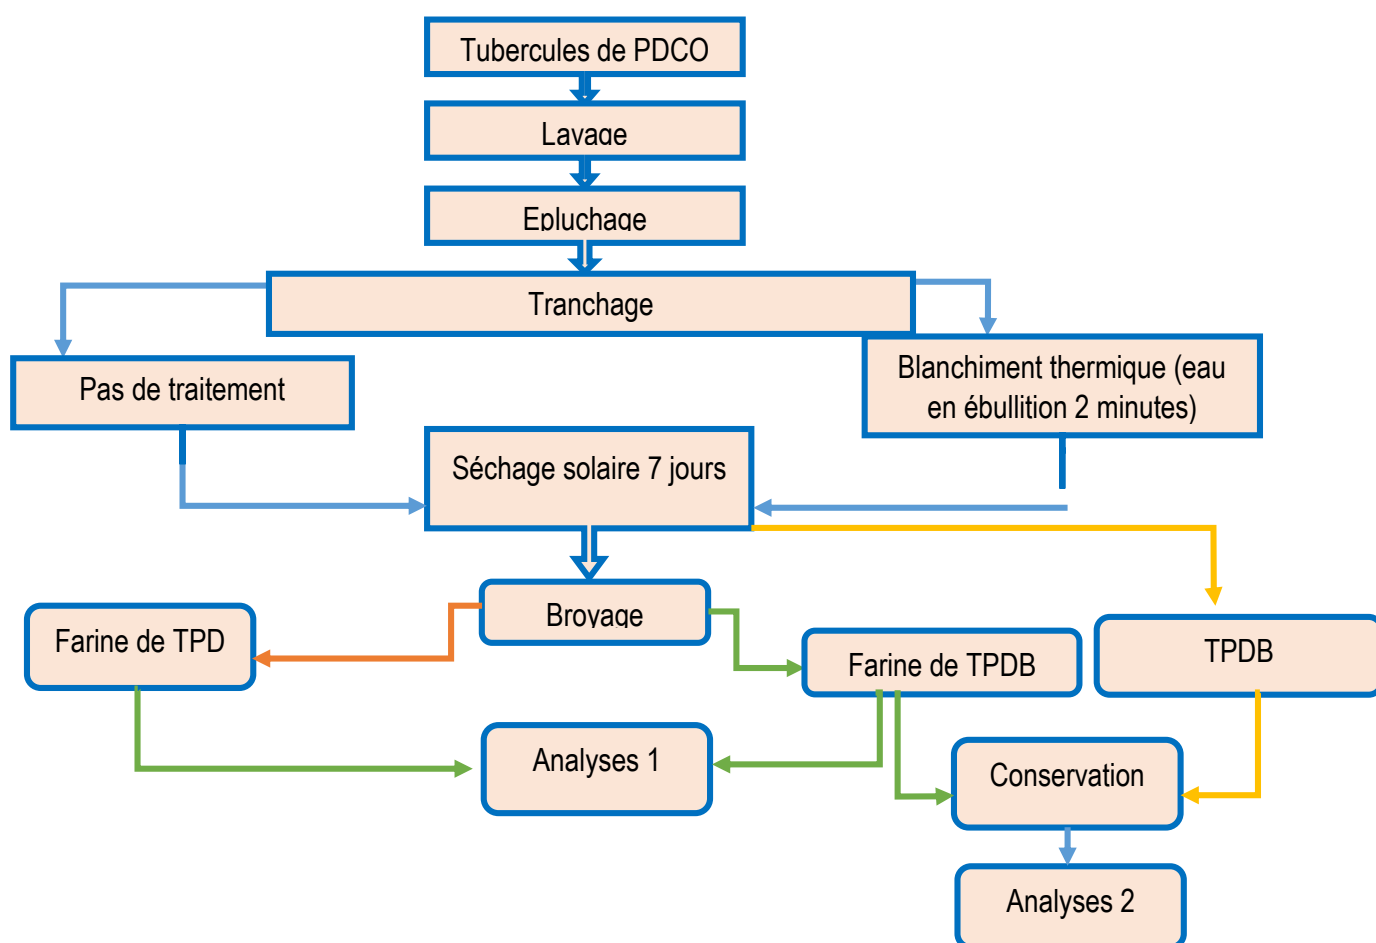 Tubercules de PDCO
Lavage
Epluchage
Tranchage
Pas de traitement
Blanchiment thermique (eau
en ébullition 2 minutes)
Séchage solaire 7 jours
Broyage
Farine de TPD
Farine de TPDB
TPDB
Analyses 1
Conservation
Analyses 2